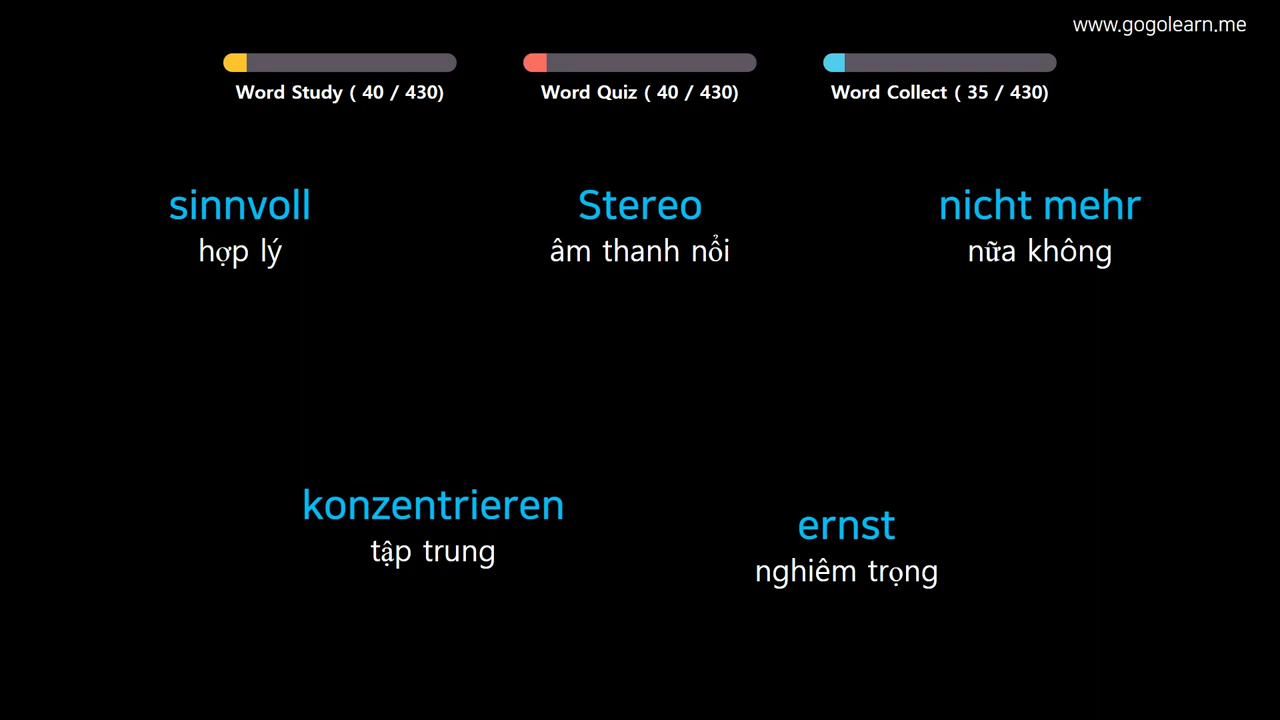 www.gogolearn.me
Word Study ( 40 / 430)
Word Quiz ( 40 / 430)
Word Collect ( 35 / 430)
sinnvoll
hợp lý
Stereo
âm thanh nổi
nicht mehr
nữa không
konzentrieren
tập trung
ernst
nghiêm trọng